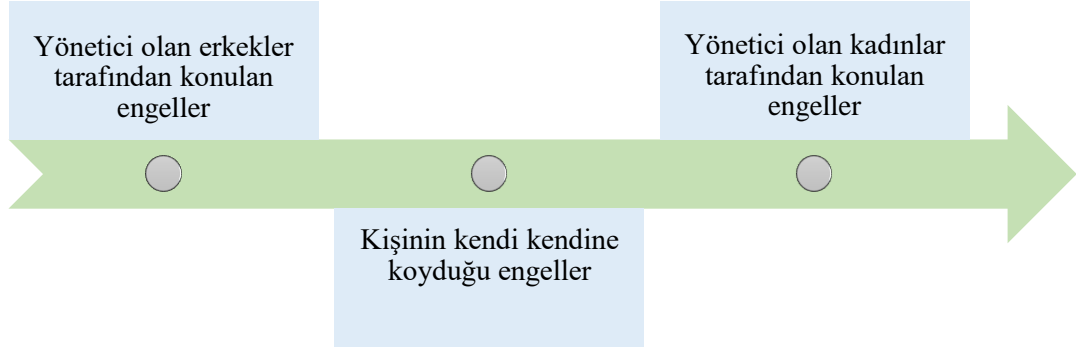 Yönetici olan erkekler
tarafından konulan
engeller
Kişinin kendi kendine
koyduğu engeller
Yönetici olan kadınlar
tarafından konulan
engeller